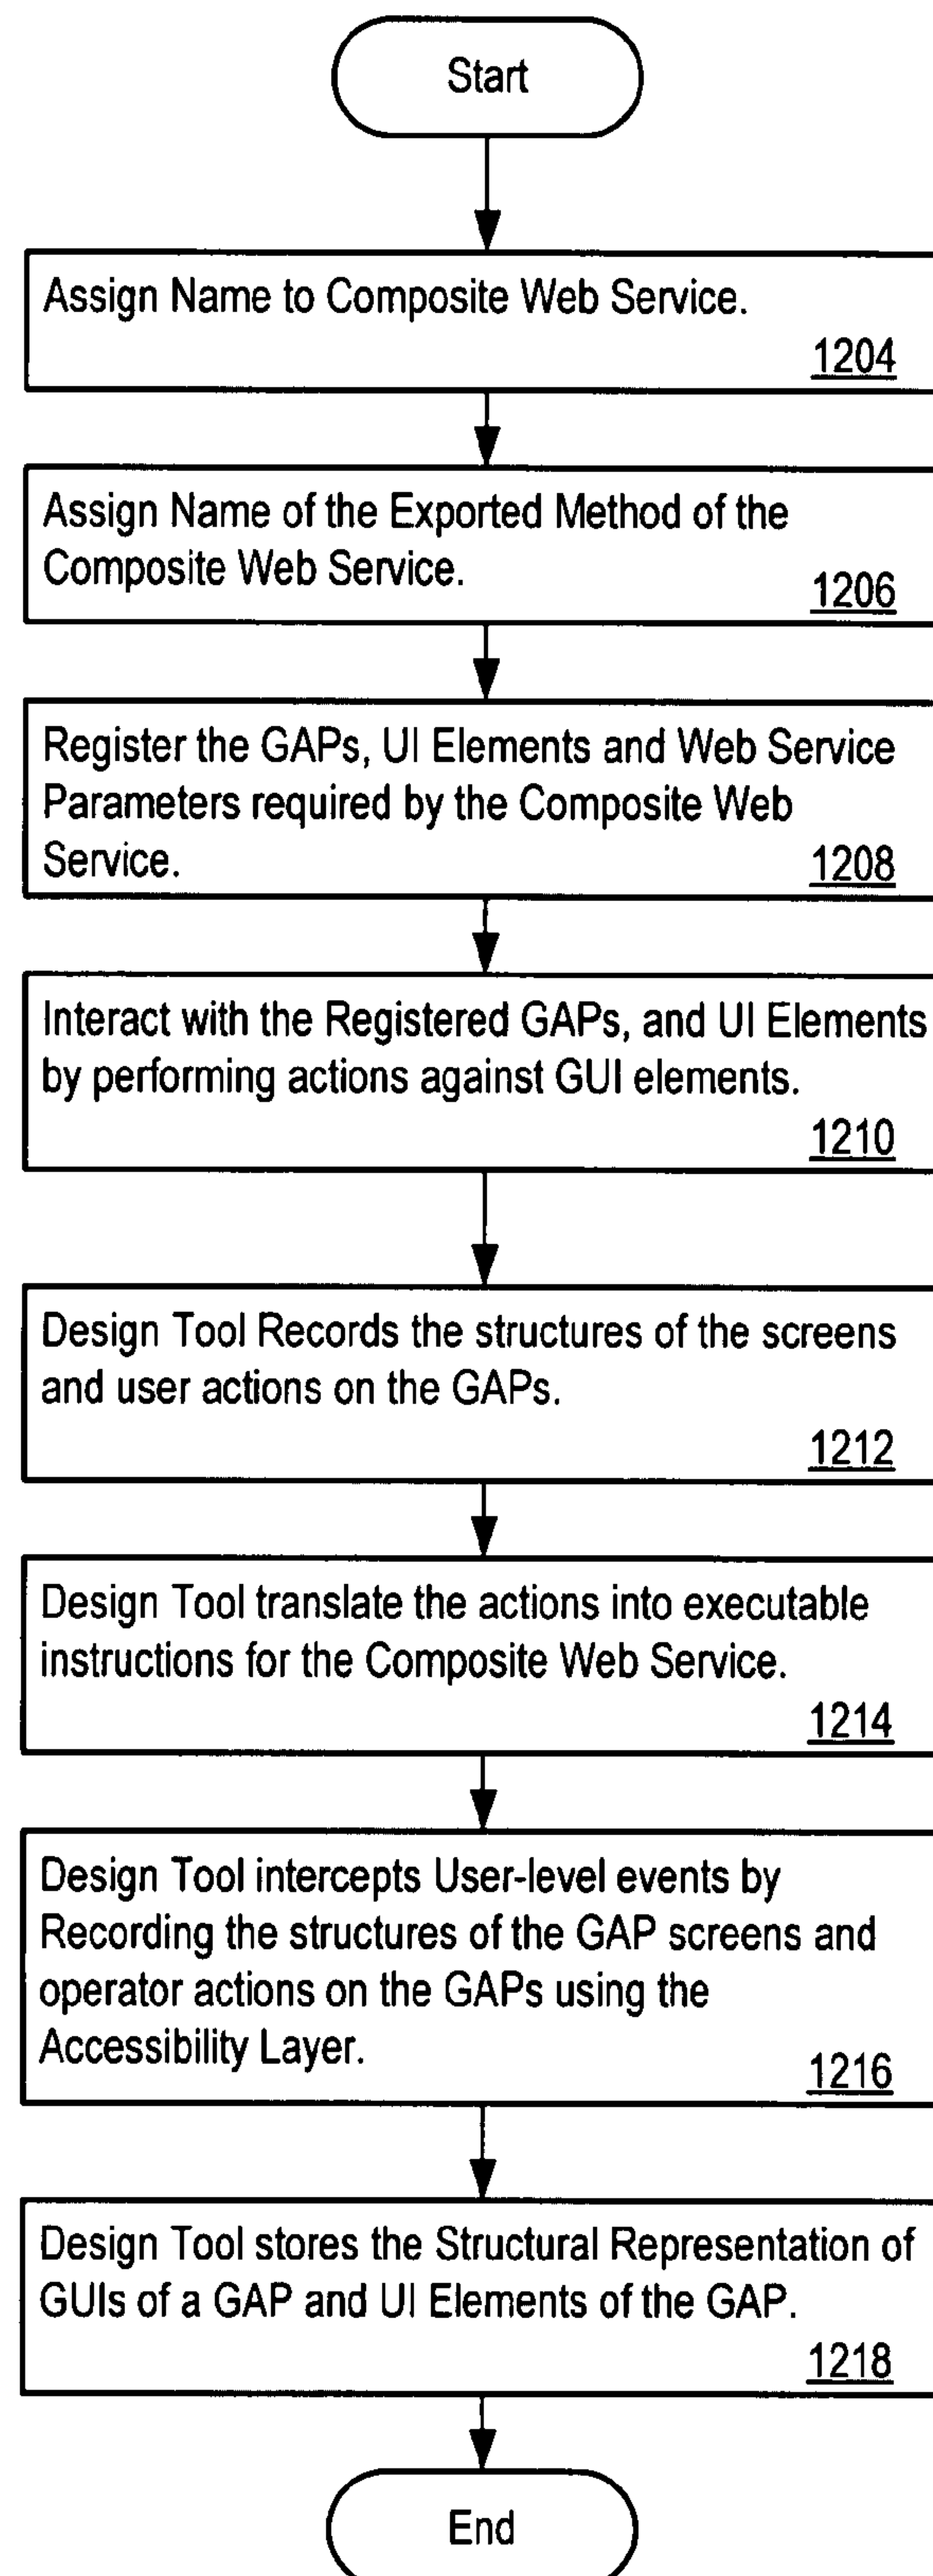 Start
Assign Name to Composite Web Service.
1204
Assign Name of the Exported Method of the
Composite Web Service.
1206
Register the GAPs, UI Elements and Web Service
Parameters required by the Composite Web
Service.
1208
Interact with the Registered GAPs, and UI Elements
by performing actions against GUI elements.
1210
Design Tool Records the structures of the screens
and user actions on the GAPs.
1212
Design Tool translate the actions into executable
instructions for the Composite Web Service.
1214
Design Tool intercepts User-level events by
Recording the structures of the GAP screens and
operator actions on the GAPs using the
Accessibility Layer.
1216
Design Tool stores the Structural Representation of
GUIs of a GAP and UI Elements of the GAP.
1218
End